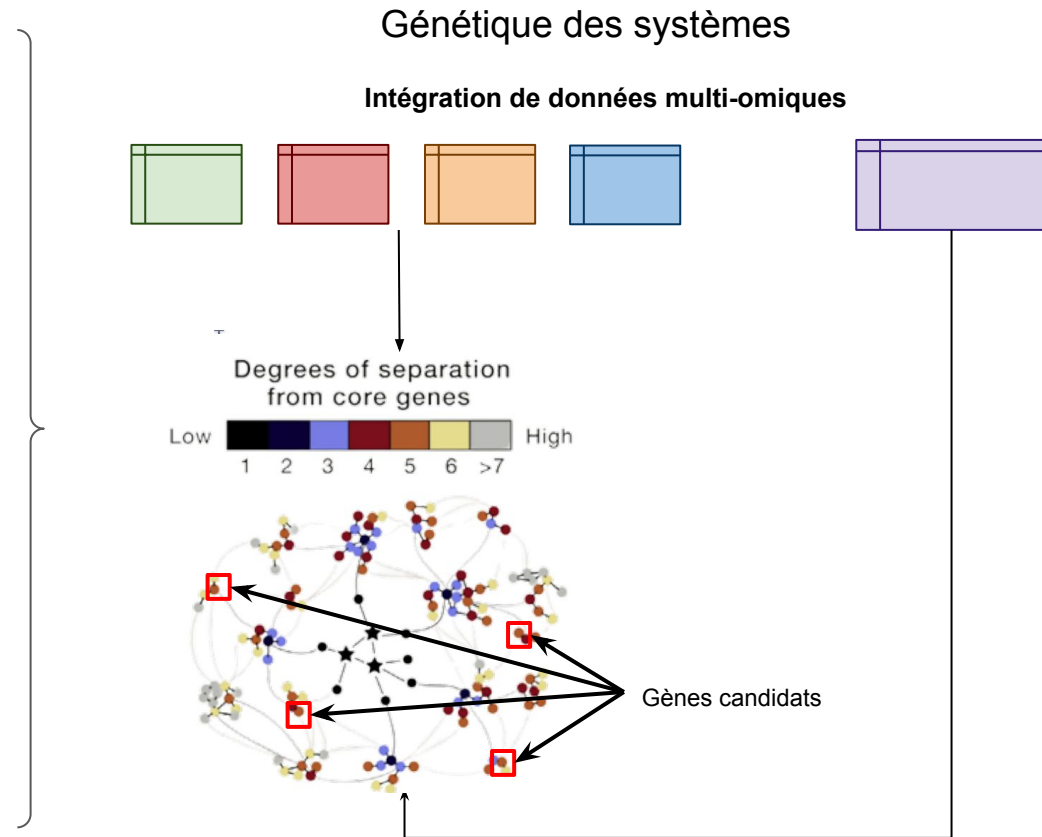 Génétique des systèmes
Intégration de données multi-omiques
Degrees of separation
from core genes
Low High
1 2 3 4 5 6 >7
Gènes candidats